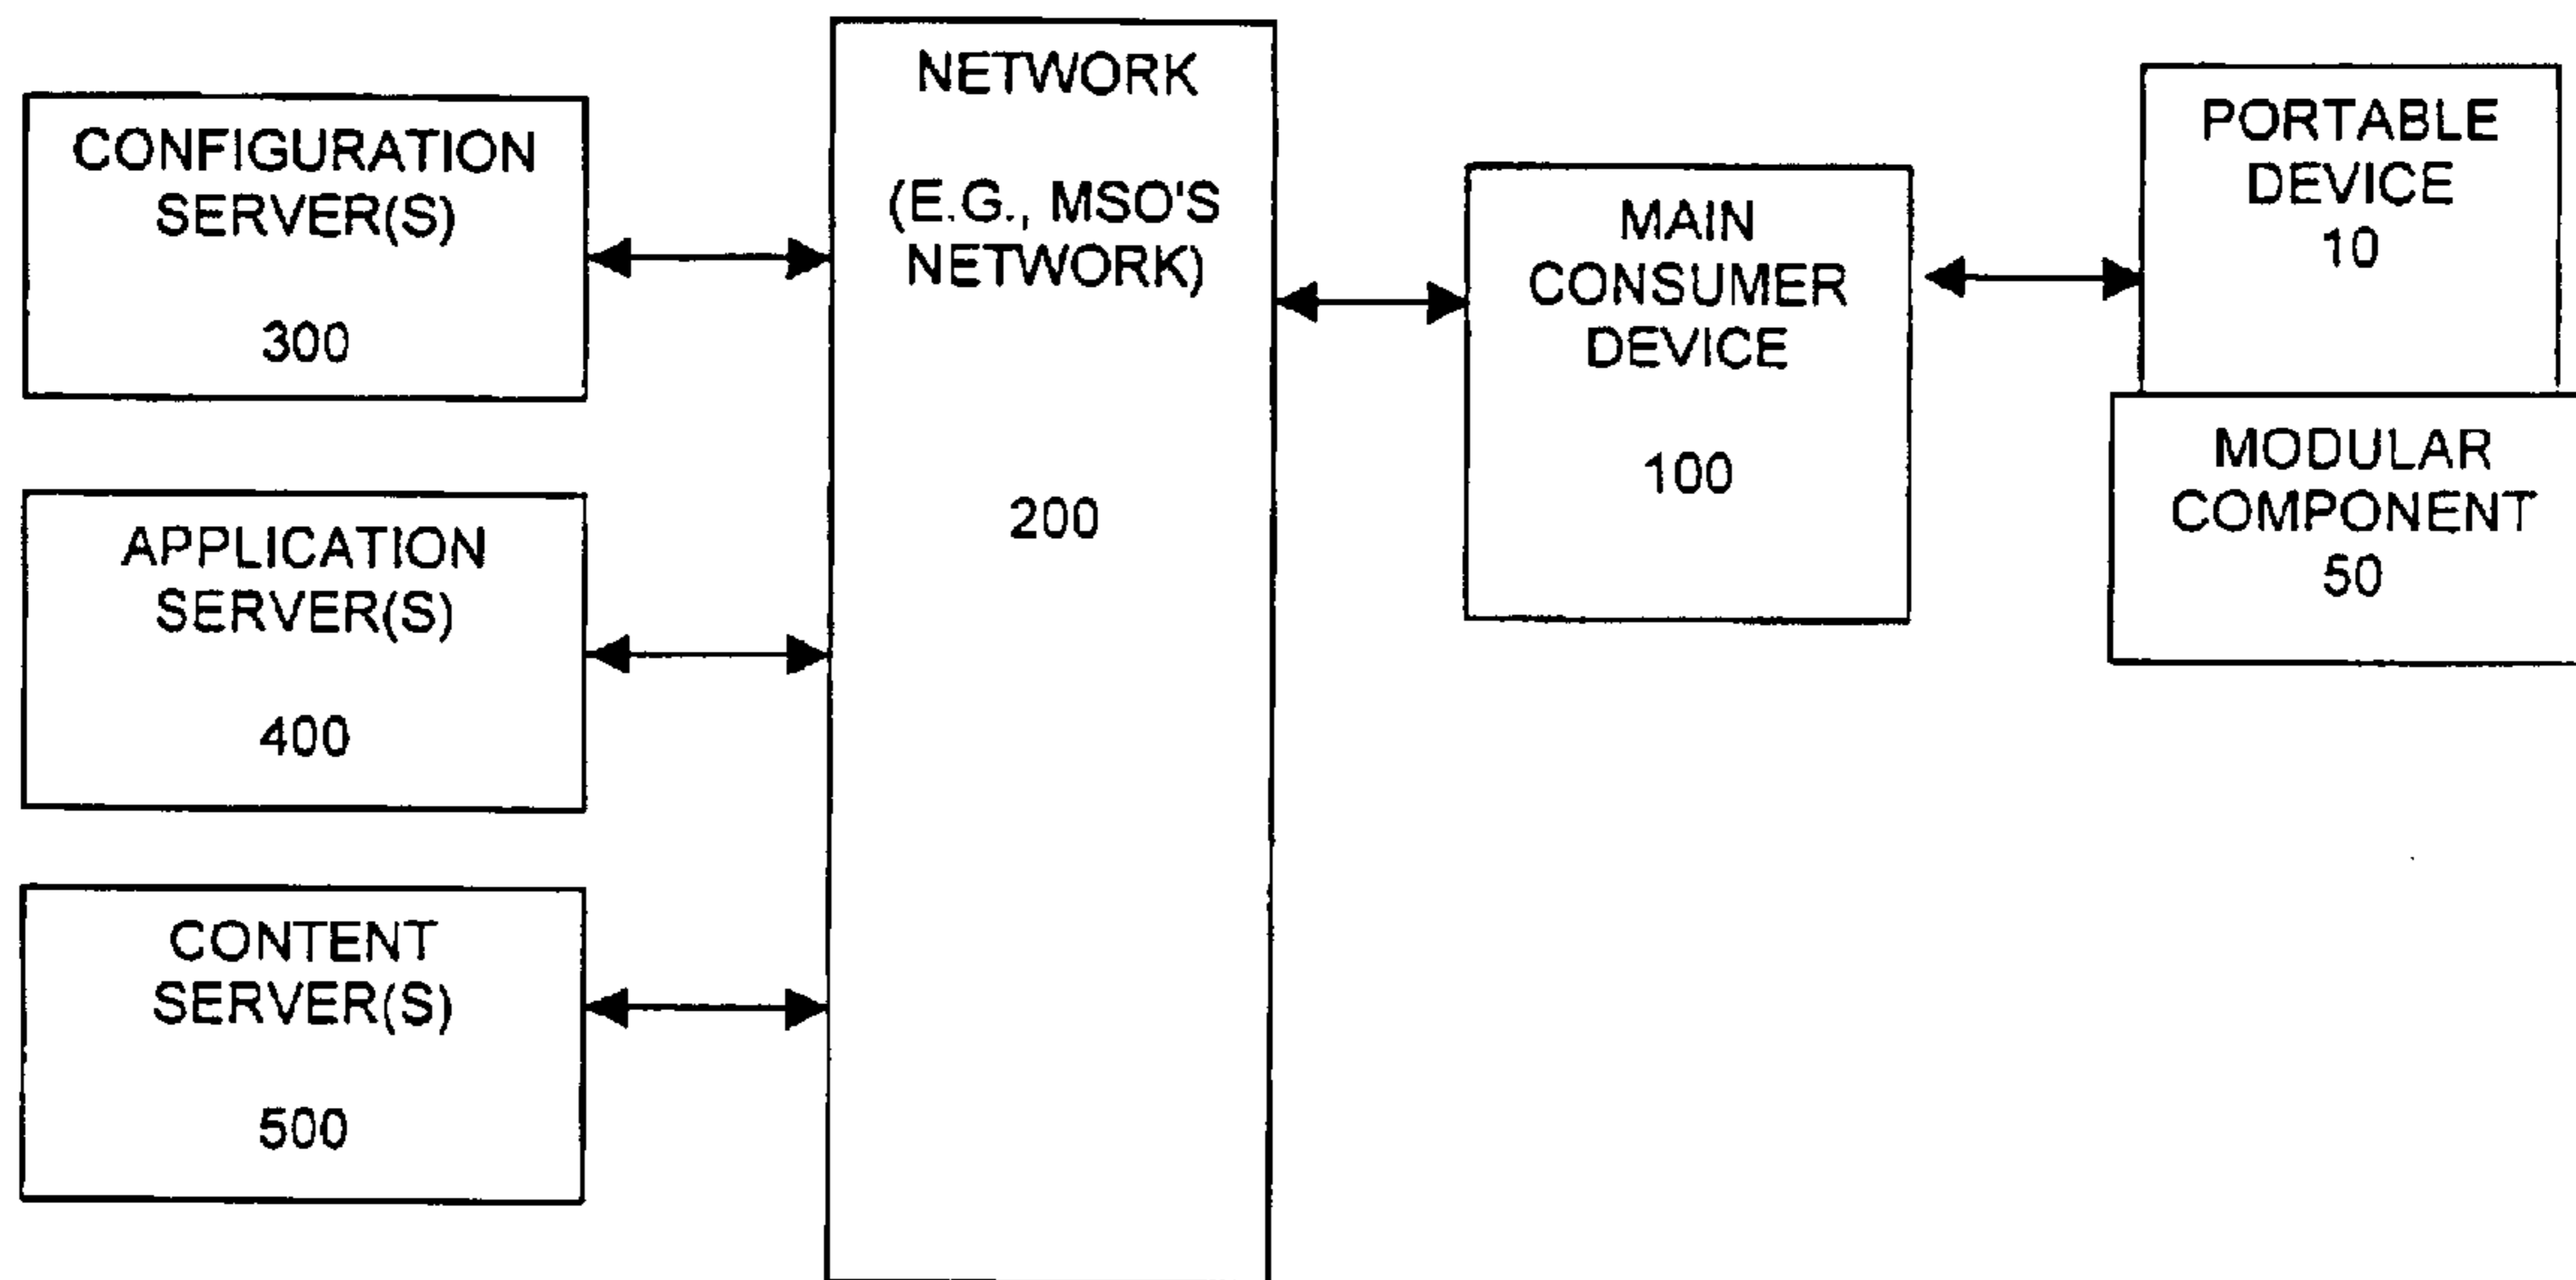 CONFIGURATION
SERVER(S)
300
APPLICATION
SERVER(S)
400
CONTENT
SERVER(S)
500
NETWORK
(E.G., MSO'S
NETWORK)
200
MAIN
CONSUMER
DEVICE
100
PORTABLE
DEVICE
10
MODULAR
COMPONENT
50